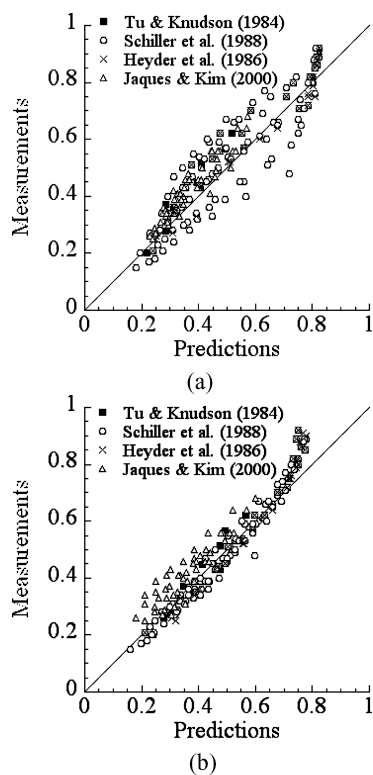 ■ Tu & Knudson (1984)
○ Schiller et al. (1988)
× Heyder et al. (1986)
△ Jaques & Kim (2000)
Measurements
1
0.8
0.6
0.4
0.2
0
0 0.2 0.4 0.6 0.8 1
Predictions
(a)
■ Tu & Knudson (1984)
○ Schiller et al. (1988)
× Heyder et al. (1986)
△ Jaques & Kim (2000)
Measurements
1
0.8
0.6
0.4
0.2
0
0 0.2 0.4 0.6 0.8 1
Predictions
(b)